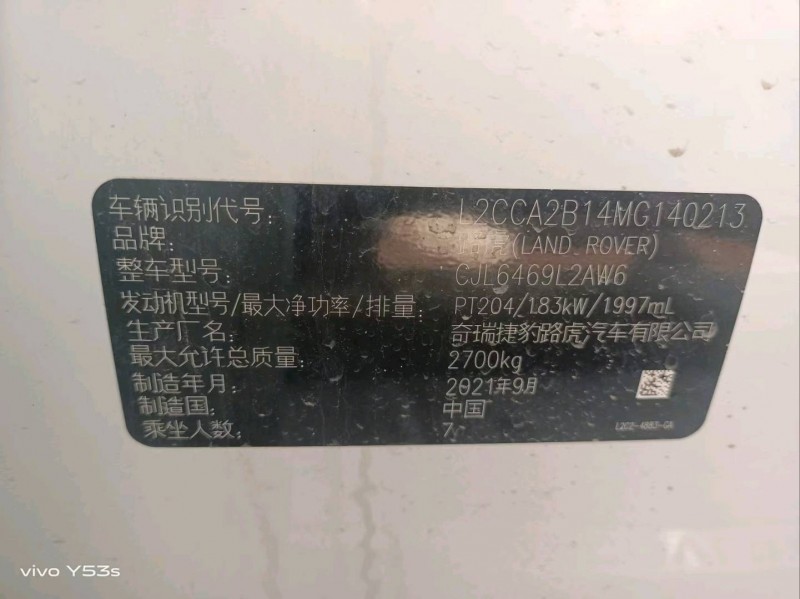 车辆识别代号: L2CCA2B14MG140213
品牌: 路虎(LAND ROVER)
整车型号: CJL6469L2AW6
发动机型号/最大净功率/排量: PT204/183kW/1997mL
生产厂名: 奇瑞捷豹路虎汽车有限公司
最大允许总质量: 2700kg
制造年月: 2021年9月
制造国: 中国
乘坐人数: 7
vivo Y53s